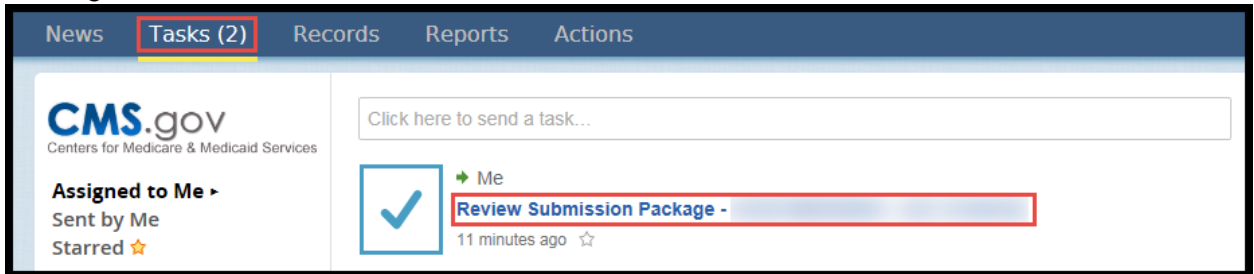 News Tasks (2) Records Reports Actions
CMS.gov
Centers for Medicare & Medicaid Services
Click here to send a task...
Assigned to Me ▸
Sent by Me
Starred
Me
Review Submission Package -
11 minutes ago